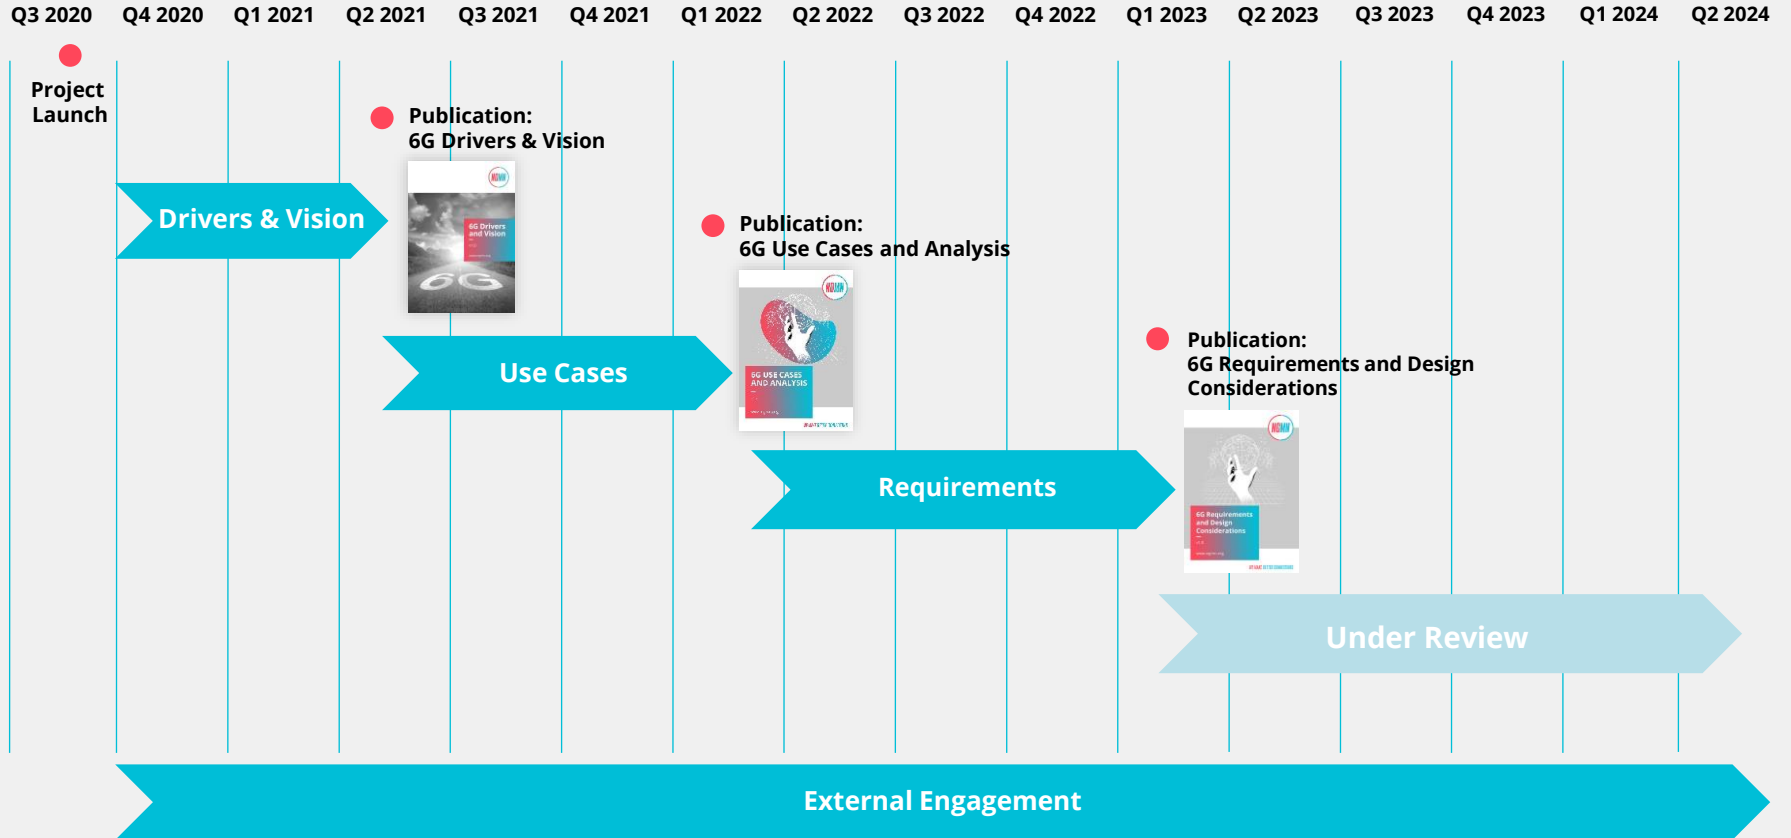 Q3 2020 Q4 2020 Q1 2021 Q2 2021 Q3 2021 Q4 2021 Q1 2022 Q2 2022 Q3 2022 Q4 2022 Q1 2023 Q2 2023 Q3 2023 Q4 2023 Q1 2024 Q2 2024
Project
Launch
Publication:
6G Drivers & Vision
Drivers & Vision
NGMN
6G Drivers
and Vision
6G
Publication:
6G Use Cases and Analysis
NGMN
6G USE CASES
AND ANALYSIS
Use Cases
Publication:
6G Requirements and Design
Considerations
NGMN
6G Requirements
and Design
Considerations
Requirements
Under Review
External Engagement